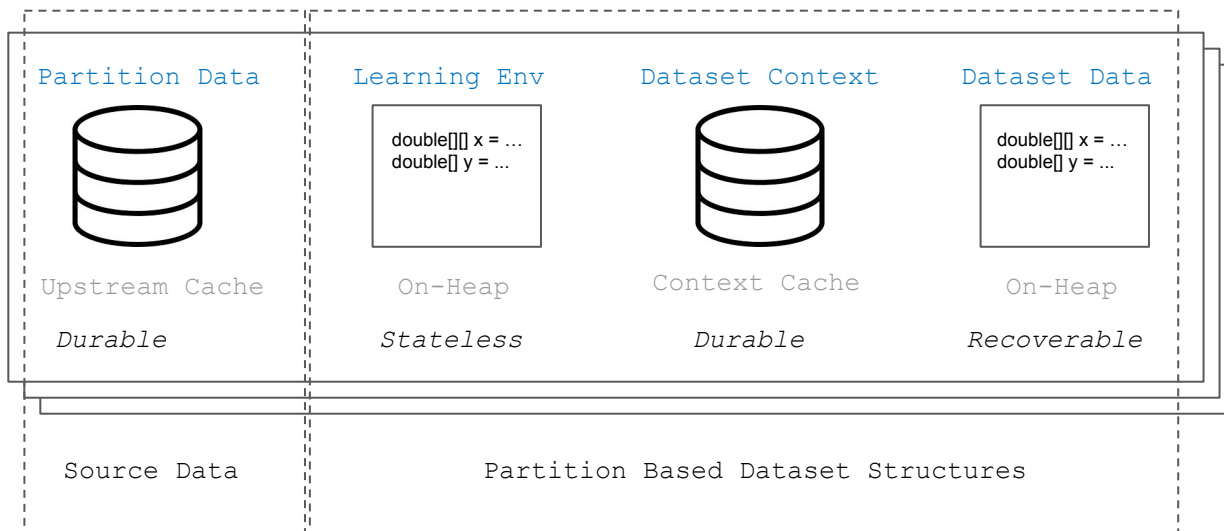 Partition Data
Learning Env
Dataset Context
Dataset Data
double[][] x = …
double[] y = ...
double[][] x = …
double[] y = ...
Upstream Cache
On-Heap
Context Cache
On-Heap
Durable
Stateless
Durable
Recoverable
Source Data
Partition Based Dataset Structures